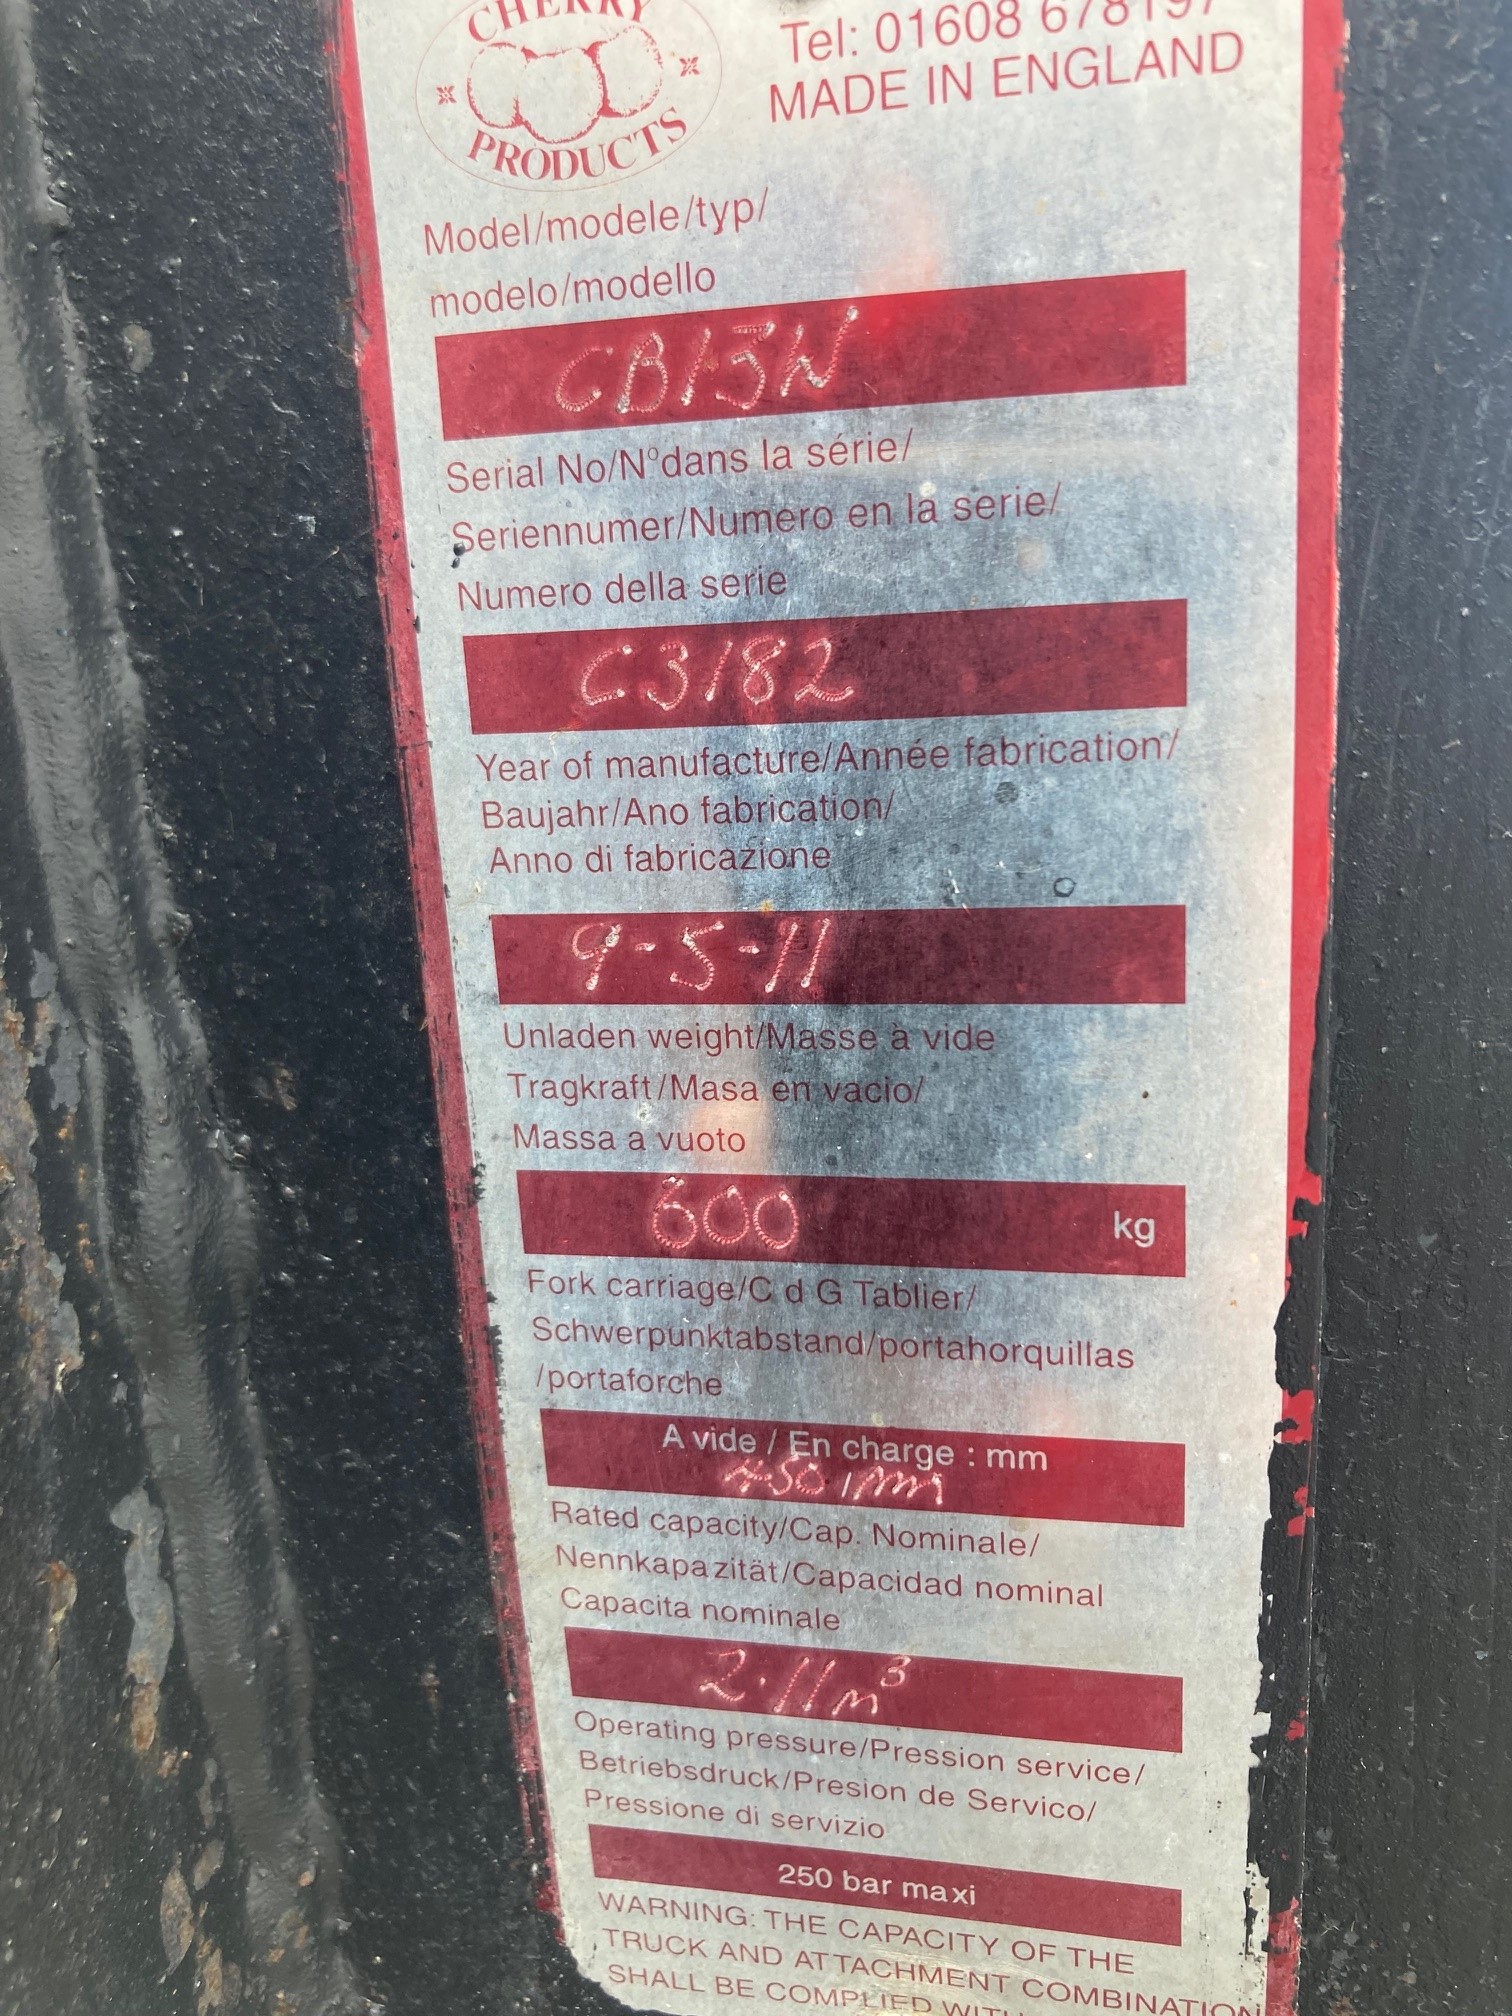 CHERRY
PRODUCTS
Tel: 01608 678197
MADE IN ENGLAND
Model/modele/typ/
modelo/modello
CB13N
Serial No/N°dans la série/
Seriennumer/Numero en la serie/
Numero della serie
C3182
Year of manufacture/Année fabrication/
Baujahr/Ano fabrication/
Anno di fabricazione
9-5-11
Unladen weight/Masse à vide
Tragkraft/Masa en vacio/
Massa a vuoto
600 kg
Fork carriage/C d G Tablier/
Schwerpunktabstand/portahorquillas
/portaforche
A vide / En charge : mm
Rated capacity/Cap. Nominale/
Nennkapazität/Capacidad nominal
Capacita nominale
2.11m³
Operating pressure/Pression service/
Betriebsdruck/Presion de Servico/
Pressione di servizio
250 bar maxi
WARNING: THE CAPACITY OF THE
TRUCK AND ATTACHMENT COMBINATION
SHALL BE COMPLIED WITH